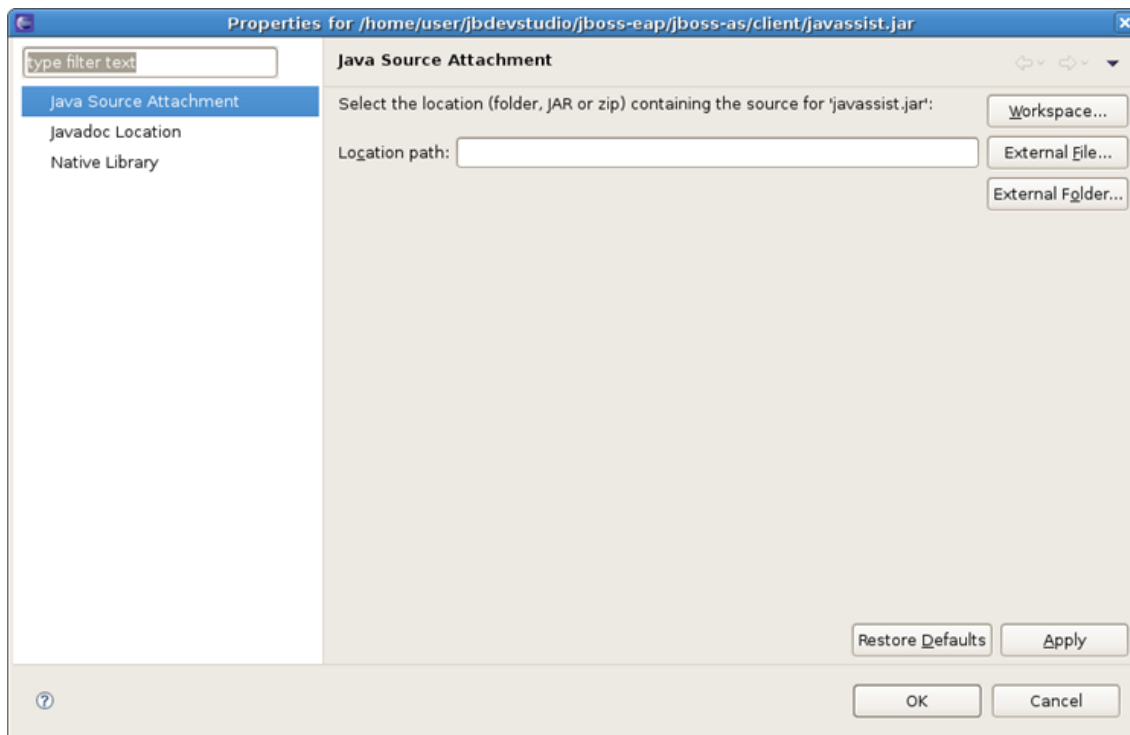 Properties for /home/user/jbdevstudio/jboss-eap/jboss-as/client/javassist.jar
type filter text
Java Source Attachment
Javadoc Location
Native Library
Java Source Attachment
Select the location (folder, JAR or zip) containing the source for 'javassist.jar':
Workspace...
Location path:
External File...
External Folder...
Restore Defaults
Apply
OK
Cancel